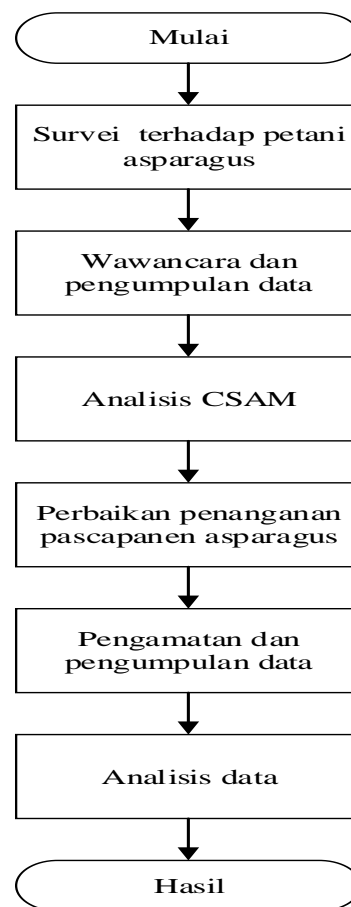 Mulai
Survei terhadap petani
asparagus
Wawancara dan
pengumpulan data
Analisis CSAM
Perbaikan penanganan
pascapanen asparagus
Pengamatan dan
pengumpulan data
Analisis data
Hasil